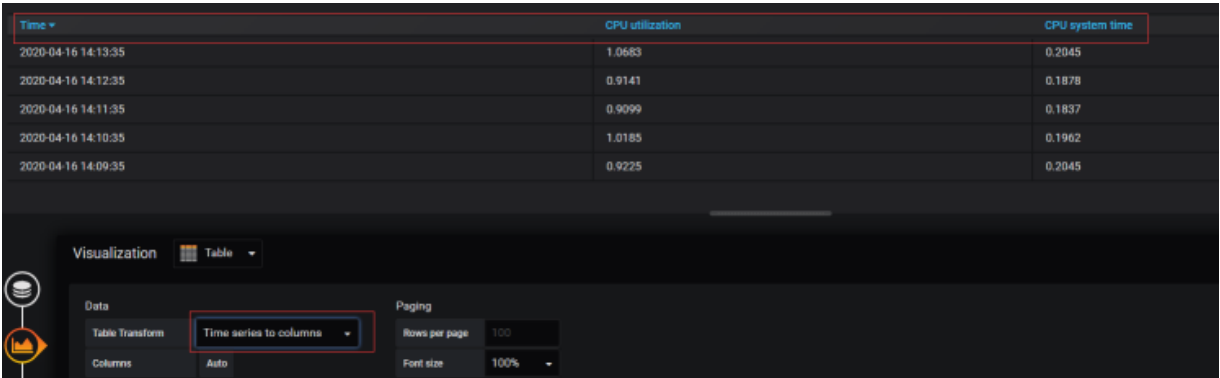 Time CPU utilization CPU system time
2020-04-16 14:13:35 1.0683 0.2045
2020-04-16 14:12:35 0.9141 0.1878
2020-04-16 14:11:35 0.9099 0.1837
2020-04-16 14:10:35 1.0185 0.1962
2020-04-16 14:09:35 0.9225 0.2045
Visualization Table
Data Paging
Table Transform Time series to columns Rows per page 100
Columns Auto Font size 100%